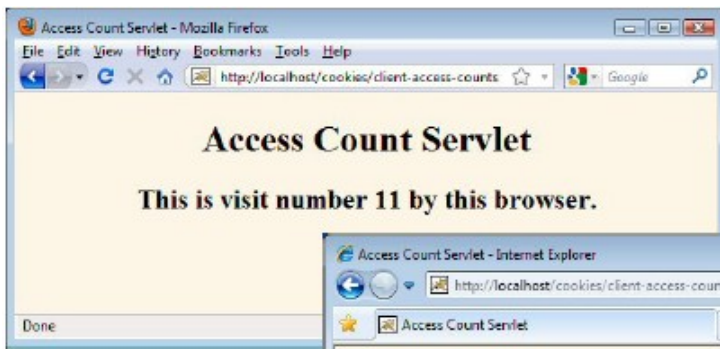 Access Count Servlet - Mozilla Firefox
File Edit View History Bookmarks Tools Help
http://localhost/cookies/client-access-counts Google
Access Count Servlet
This is visit number 11 by this browser.
Access Count Servlet - Internet Explorer
http://localhost/cookies/client-access-coun
Done
Access Count Servlet